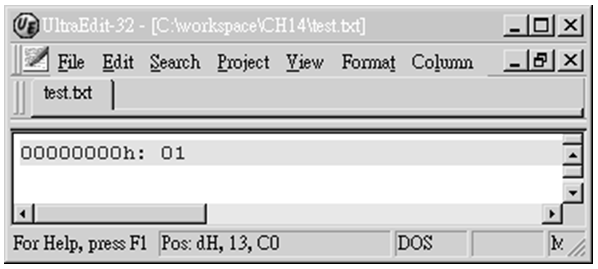 UltraEdit-32 - [C:\workspace\CH14\test.txt]
File Edit Search Project View Format Column
test.txt
00000000h: 01
For Help, press F1 Pos: dH, 13, C0 DOS